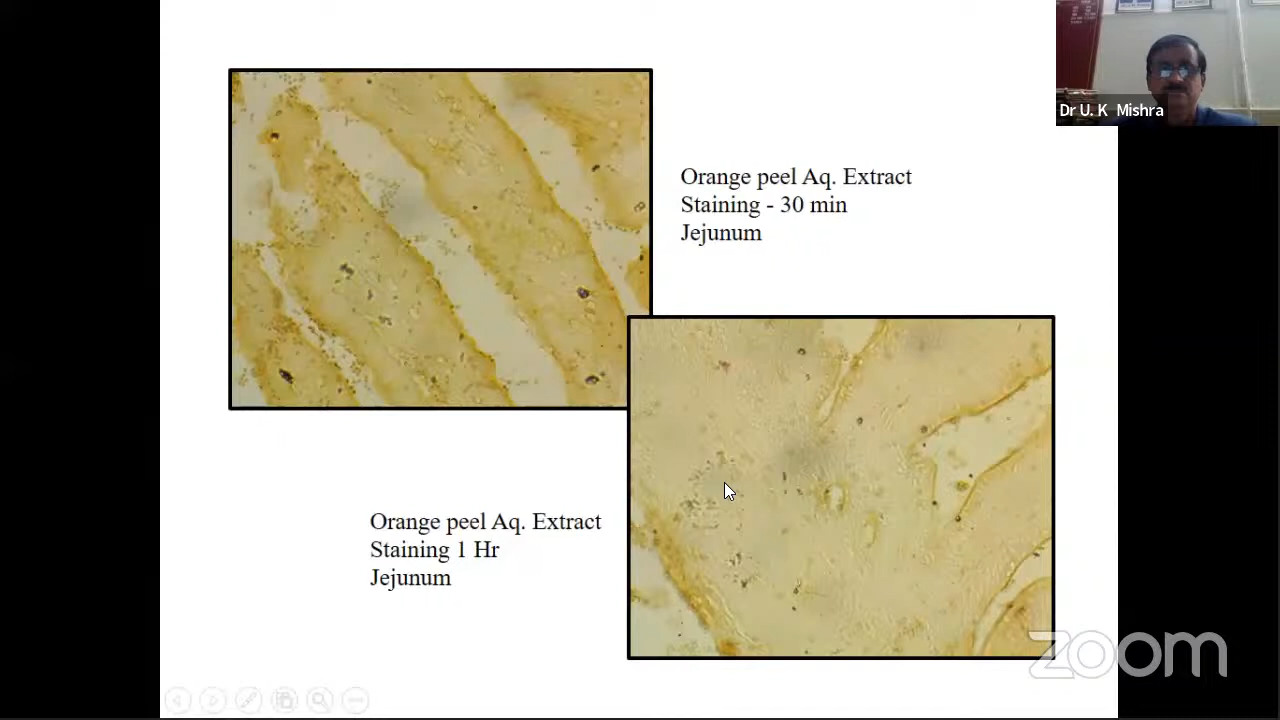 Dr U. K Mishra
Orange peel Aq. Extract
Staining - 30 min
Jejunum
Orange peel Aq. Extract
Staining 1 Hr
Jejunum
zoom